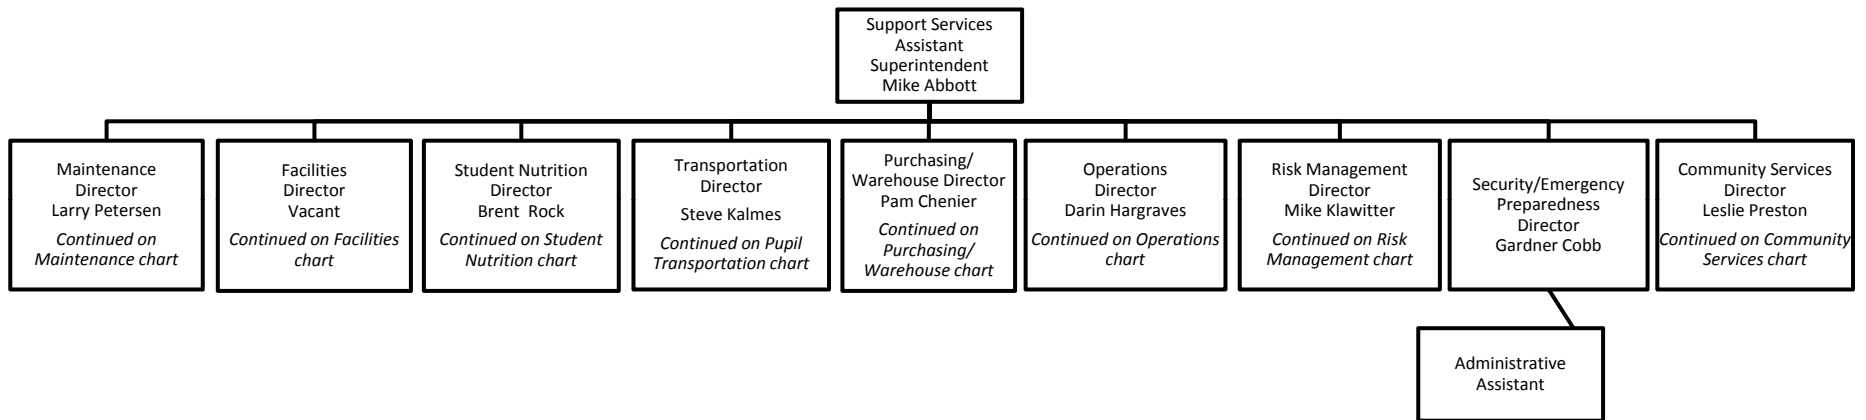 Support Services
Assistant
Superintendent
Mike Abbott
Maintenance
Director
Larry Petersen
Continued on
Maintenance chart
Facilities
Director
Vacant
Continued on Facilities
chart
Student Nutrition
Director
Brent  Rock
Continued on Student
Nutrition chart
Transportation
Director
Steve Kalmes
Continued on Pupil
Transportation chart
Purchasing/
Warehouse Director
Pam Chenier
Continued on
Purchasing/
Warehouse chart
Operations
Director
Darin Hargraves
Continued on Operations
chart
Risk Management
Director
Mike Klawitter
Continued on Risk
Management chart
Security/Emergency
Preparedness
Director
Gardner Cobb
Community Services
Director
Leslie Preston
Continued on Community
Services chart
Administrative
Assistant